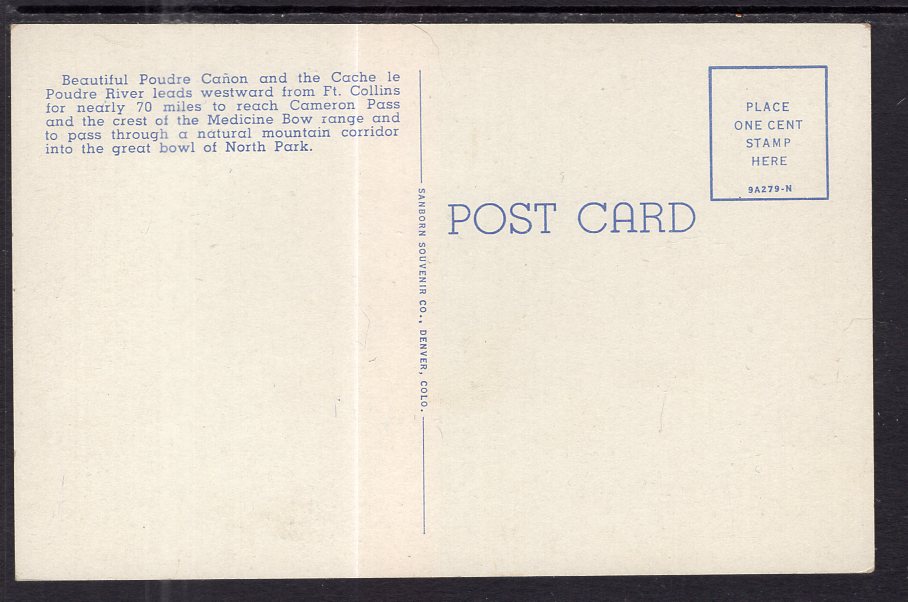 Beautiful Poudre Cañon and the Cache le
Poudre River leads westward from Ft. Collins
for nearly 70 miles to reach Cameron Pass
and the crest of the Medicine Bow range and
to pass through a natural mountain corridor
into the great bowl of North Park.
SANBORN SOUVENIR CO., DENVER, COLO.
POST CARD
PLACE
ONE CENT
STAMP
HERE
9A279-N